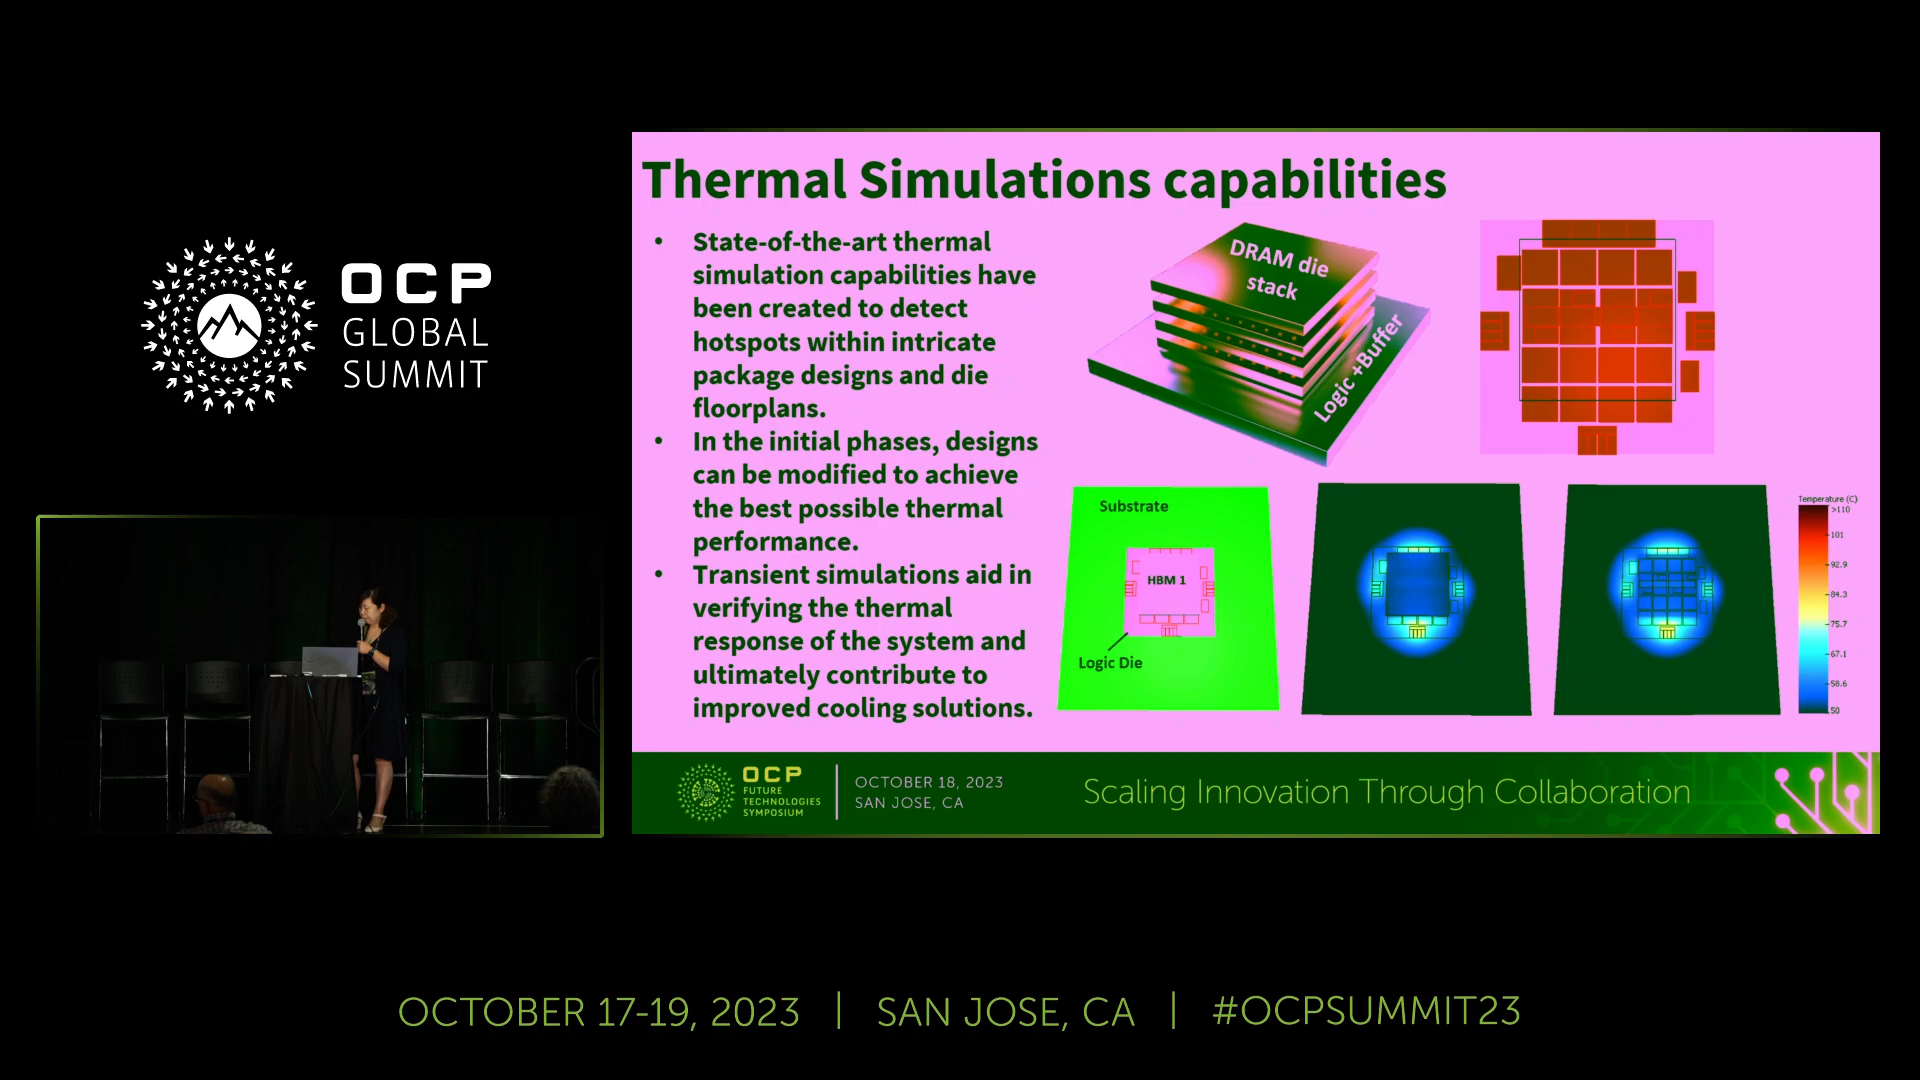 OCP
GLOBAL
SUMMIT
Thermal Simulations capabilities
• State-of-the-art thermal
simulation capabilities have
been created to detect
hotspots within intricate
package designs and die
floorplans.
• In the initial phases, designs
can be modified to achieve
the best possible thermal
performance.
• Transient simulations aid in
verifying the thermal
response of the system and
ultimately contribute to
improved cooling solutions.
DRAM die
stack
Logic +Buffer
Substrate
HBM 1
Logic Die
Temperature (C)
>110
101
92.9
84.3
75.7
67.1
58.6
50
OCP
FUTURE
TECHNOLOGIES
SYMPOSIUM
OCTOBER 18, 2023
SAN JOSE, CA
Scaling Innovation Through Collaboration
OCTOBER 17-19, 2023 | SAN JOSE, CA | #OCPSUMMIT23